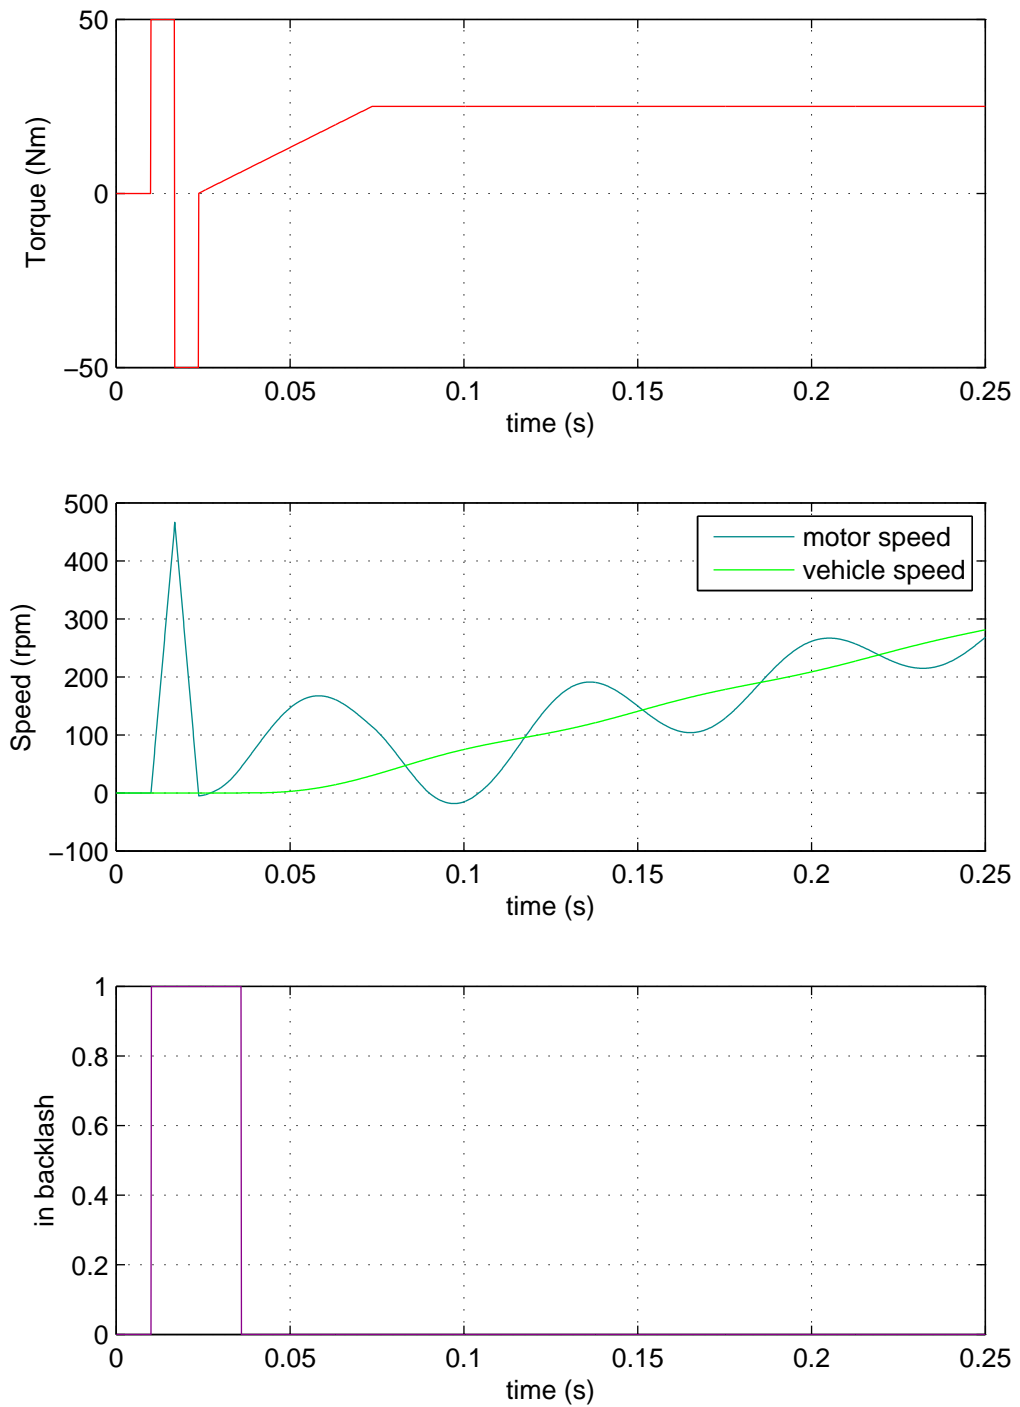 50
0
−50
Torque (Nm)
0 0.05 0.1 0.15 0.2 0.25
time (s)
500
400
300
200
100
0
−100
Speed (rpm)
motor speed
vehicle speed
0 0.05 0.1 0.15 0.2 0.25
time (s)
1
0.8
0.6
0.4
0.2
0
in backlash
0 0.05 0.1 0.15 0.2 0.25
time (s)